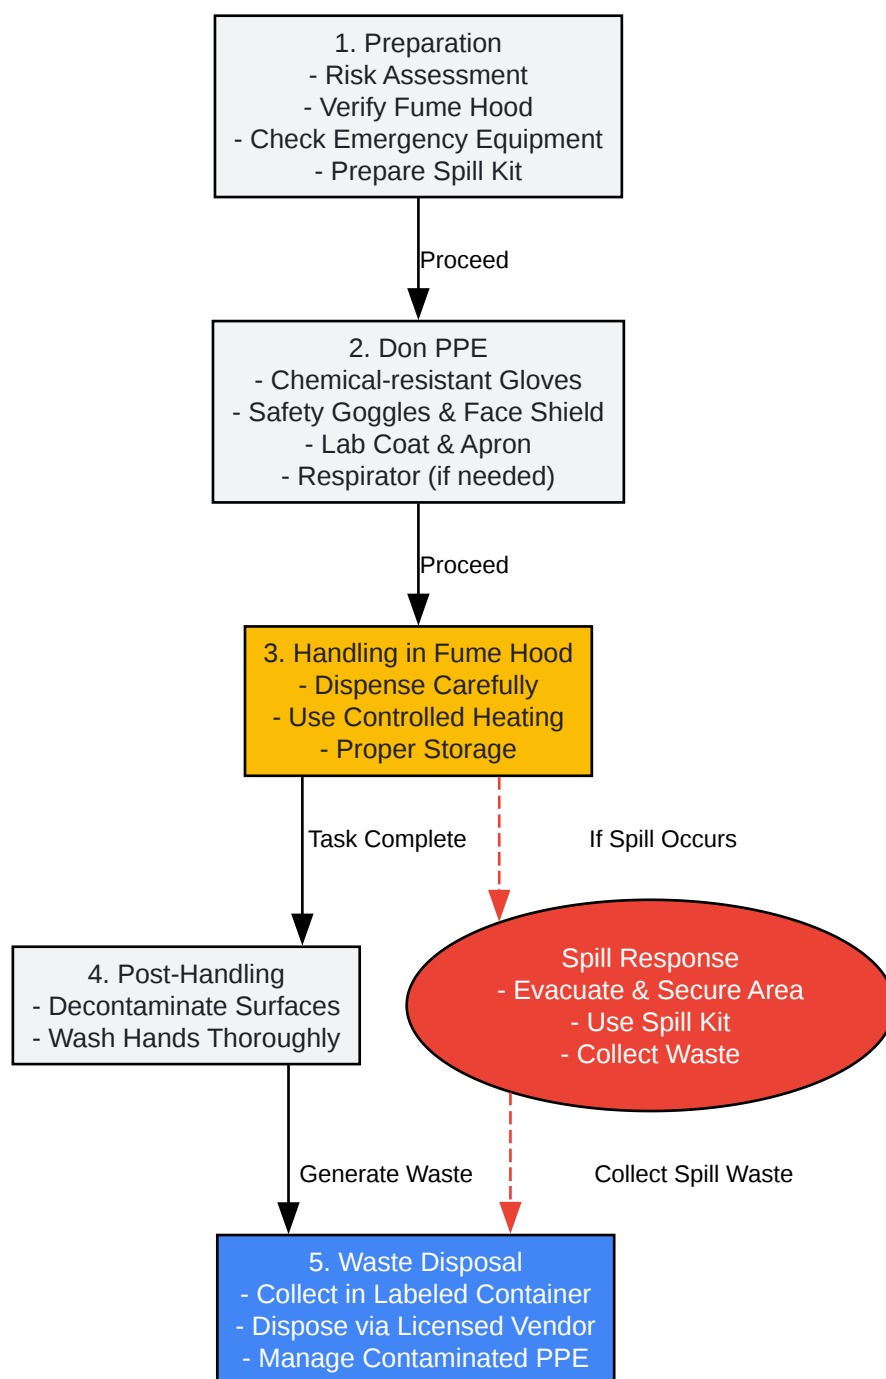 1. Preparation
- Risk Assessment
- Verify Fume Hood
- Check Emergency Equipment
- Prepare Spill Kit
Proceed
2. Don PPE
- Chemical-resistant Gloves
- Safety Goggles & Face Shield
- Lab Coat & Apron
- Respirator (if needed)
Proceed
3. Handling in Fume Hood
- Dispense Carefully
- Use Controlled Heating
- Proper Storage
Task Complete
If Spill Occurs
4. Post-Handling
- Decontaminate Surfaces
- Wash Hands Thoroughly
Spill Response
- Evacuate & Secure Area
- Use Spill Kit
- Collect Waste
Generate Waste
Collect Spill Waste
5. Waste Disposal
- Collect in Labeled Container
- Dispose via Licensed Vendor
- Manage Contaminated PPE